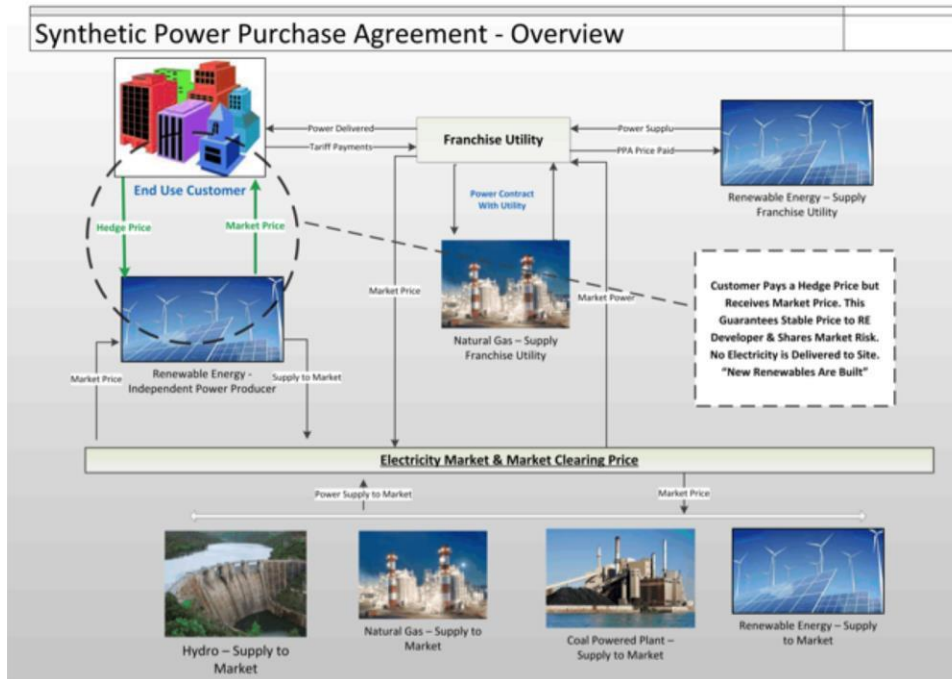 Synthetic Power Purchase Agreement - Overview
Power Delivered
Tariff Payments
Franchise Utility
Power Supplu
PPA Price Paid
End Use Customer
Renewable Energy – Supply
Franchise Utility
Hedge Price
Market Price
Power Contract
With Utility
Market Price
Market Power
Natural Gas – Supply
Franchise Utility
Customer Pays a Hedge Price but
Receives Market Price. This
Guarantees Stable Price to RE
Developer & Shares Market Risk.
No Electricity is Delivered to Site.
"New Renewables Are Built"
Renewable Energy -
Independent Power Producer
Market Price
Supply to Market
Electricity Market & Market Clearing Price
Power Supply to Market
Market Price
Hydro – Supply to
Market
Natural Gas – Supply to
Market
Coal Powered Plant –
Supply to Market
Renewable Energy – Supply
to Market